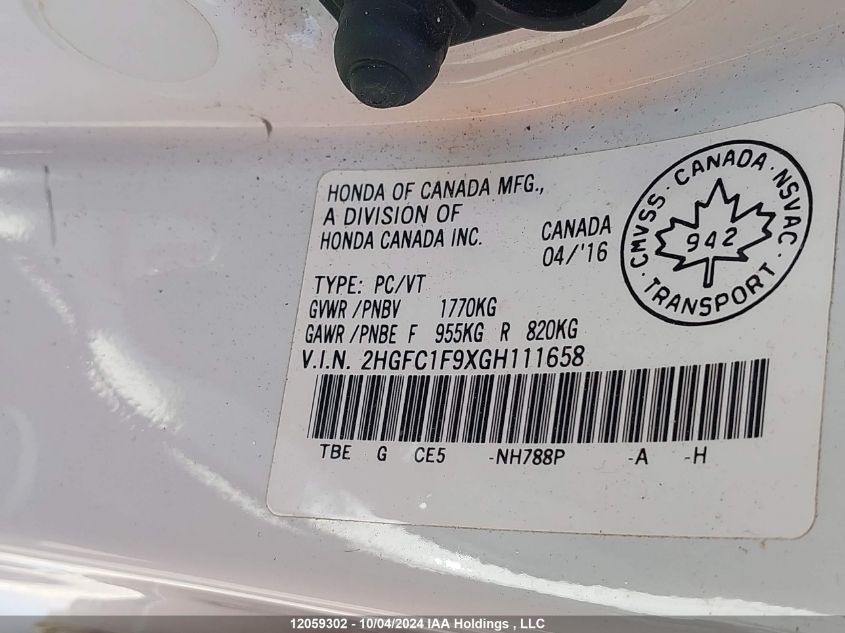 HONDA OF CANADA MFG.,
A DIVISION OF
HONDA CANADA INC.
CANADA
04/'16
CMVSS · CANADA · NSVAC · TRANSPORT ·
942
TYPE: PC/VT
GVWR/PNBV 1770KG
GAWR/PNBE F 955KG R 820KG
V.I.N. 2HGFC1F9XGH111658
TBE G CE5 -NH788P -A -H
12059302 - 10/04/2024 IAA Holdings , LLC